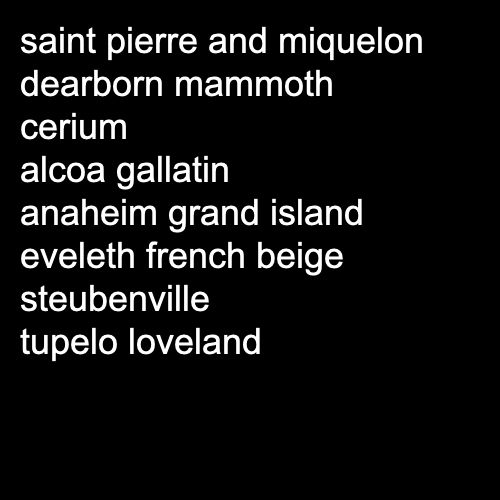 saint pierre and miquelon
dearborn mammoth
cerium
alcoa gallatin
anaheim grand island
eveleth french beige
steubenville
tupelo loveland